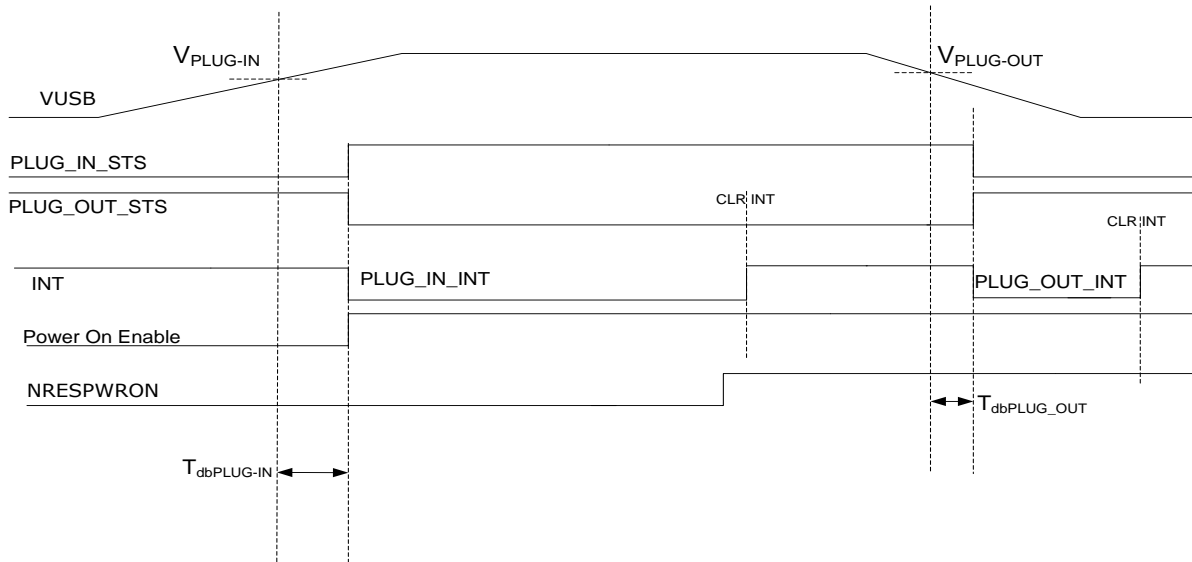 VPLUG-IN
VPLUG-OUT
VUSB
PLUG_IN_STS
PLUG_OUT_STS
CLR INT
CLR INT
INT
PLUG_IN_INT
PLUG_OUT_INT
Power On Enable
NRESPWRON
TdbPLUG_OUT
TdbPLUG-IN